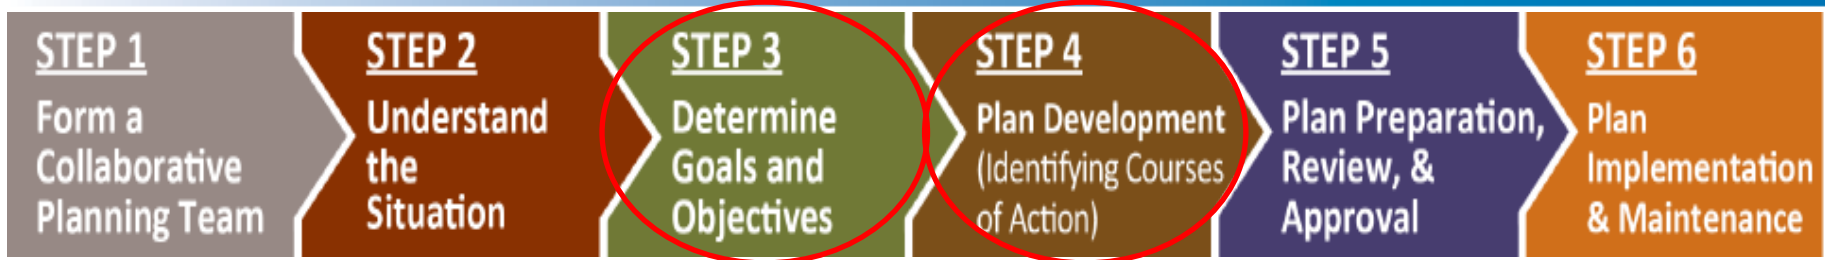 STEP 1
Form a
Collaborative
Planning Team
STEP 2
Understand
the
Situation
STEP 3
Determine
Goals and
Objectives
STEP 4
Plan Development
(Identifying Courses
of Action)
STEP 5
Plan Preparation,
Review, &
Approval
STEP 6
Plan
Implementation
& Maintenance